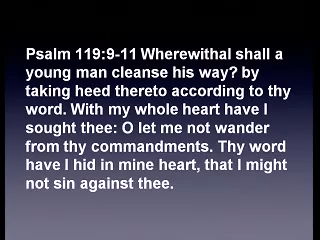 Psalm 119:9-11 Wherewithal shall a
young man cleanse his way? by
taking heed thereto according to thy
word. With my whole heart have I
sought thee: O let me not wander
from thy commandments. Thy word
have I hid in mine heart, that I might
not sin against thee.